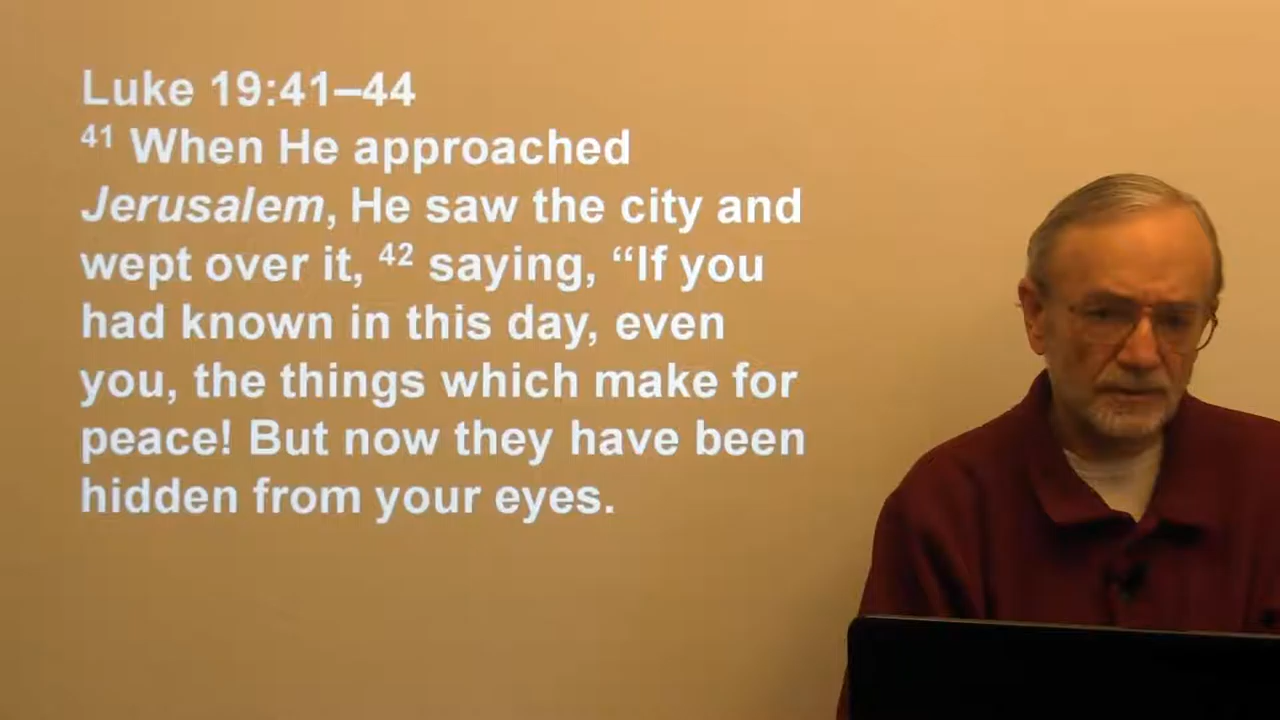 Luke 19:41–44
41 When He approached
Jerusalem, He saw the city and
wept over it, 42 saying, “If you
had known in this day, even
you, the things which make for
peace! But now they have been
hidden from your eyes.